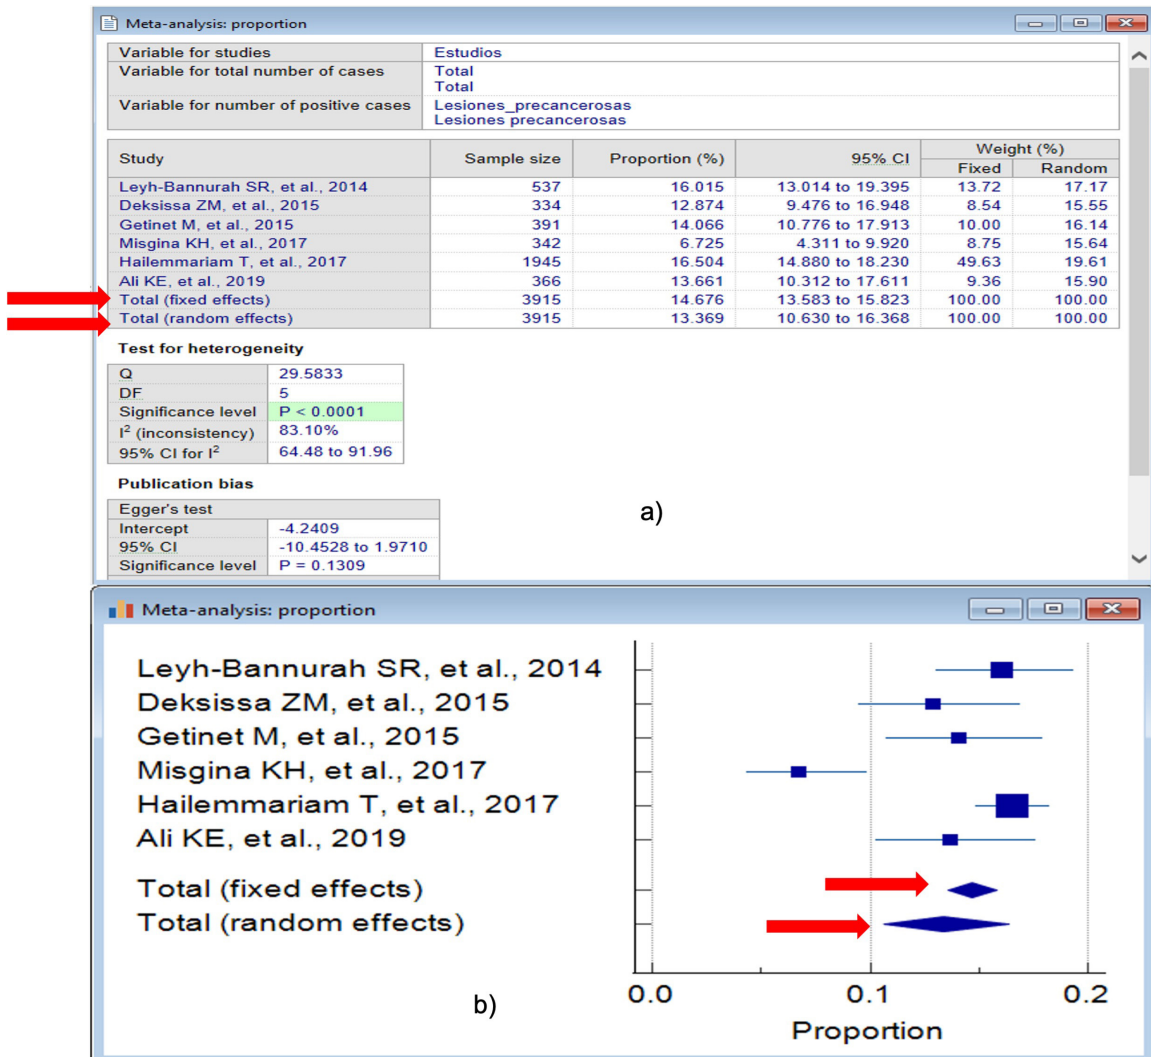 Meta-analysis: proportion
Variable for studies Estudios
Variable for total number of cases Total
Total
Variable for number of positive cases Lesiones_precancerosas
Lesiones precancerosas
Study Sample size Proportion (%) 95% CI Weight (%)
Fixed Random
Leyh-Bannurah SR, et al., 2014 537 16.015 13.014 to 19.395 13.72 17.17
Deksissa ZM, et al., 2015 334 12.874 9.476 to 16.948 8.54 15.55
Getinet M, et al., 2015 391 14.066 10.776 to 17.913 10.00 16.14
Misgina KH, et al., 2017 342 6.725 4.311 to 9.920 8.75 15.64
Hailemmariam T, et al., 2017 1945 16.504 14.880 to 18.230 49.63 19.61
Ali KE, et al., 2019 366 13.661 10.312 to 17.611 9.36 15.90
Total (fixed effects) 3915 14.676 13.583 to 15.823 100.00 100.00
Total (random effects) 3915 13.369 10.630 to 16.368 100.00 100.00
Test for heterogeneity
Q 29.5833
DF 5
Significance level P < 0.0001
I² (inconsistency) 83.10%
95% CI for I² 64.48 to 91.96
Publication bias
Egger's test
Intercept -4.2409
95% CI -10.4528 to 1.9710
Significance level P = 0.1309
a)
Meta-analysis: proportion
Leyh-Bannurah SR, et al., 2014
Deksissa ZM, et al., 2015
Getinet M, et al., 2015
Misgina KH, et al., 2017
Hailemmariam T, et al., 2017
Ali KE, et al., 2019
Total (fixed effects)
Total (random effects)
0.0 0.1 0.2
Proportion
b)